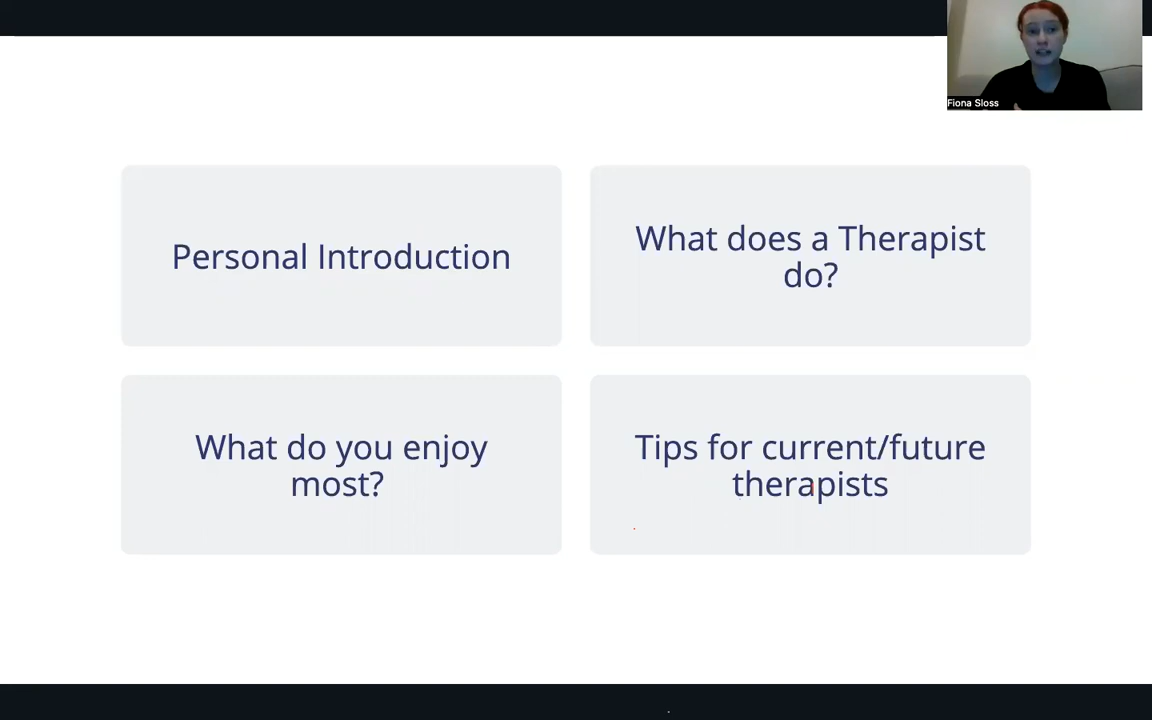 Fiona Sloss
Personal Introduction
What does a Therapist
do?
What do you enjoy
most?
Tips for current/future
therapists